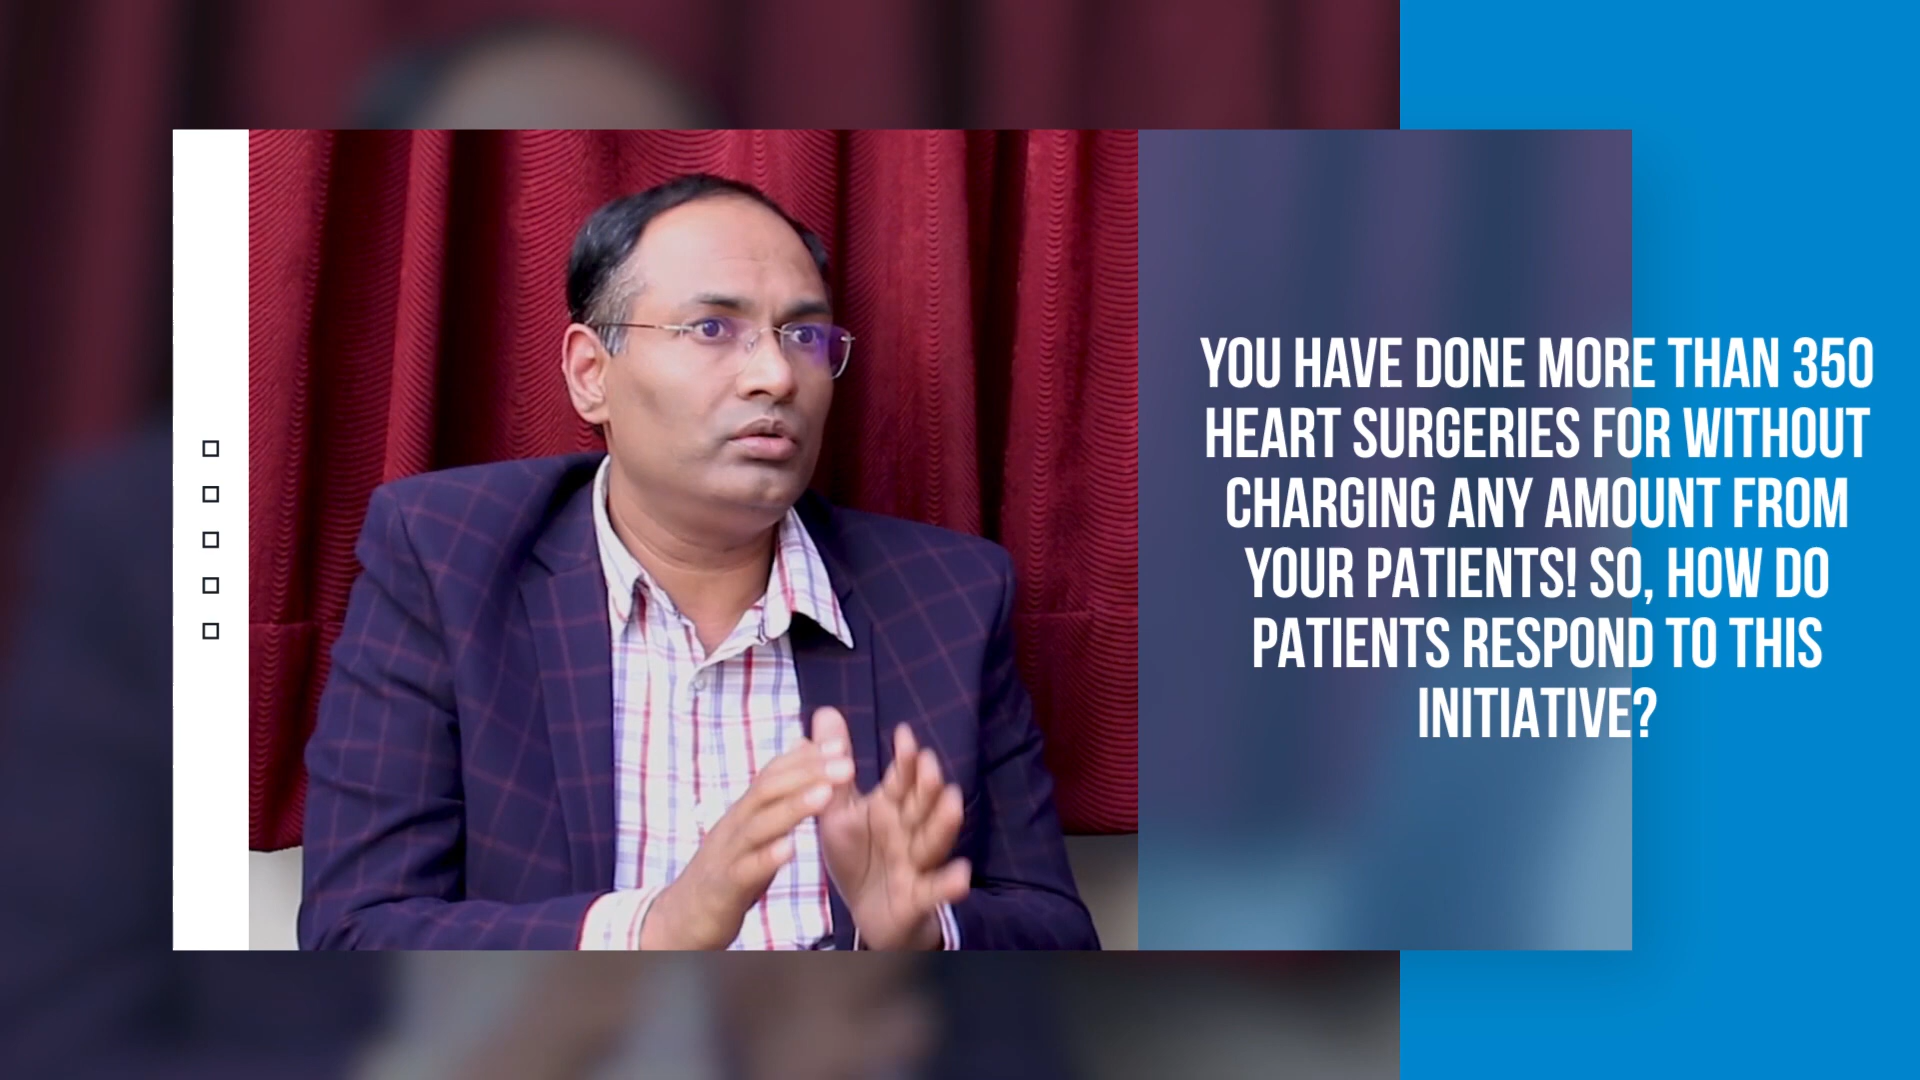 YOU HAVE DONE MORE THAN 350
HEART SURGERIES FOR WITHOUT
CHARGING ANY AMOUNT FROM
YOUR PATIENTS! SO, HOW DO
PATIENTS RESPOND TO THIS
INITIATIVE?